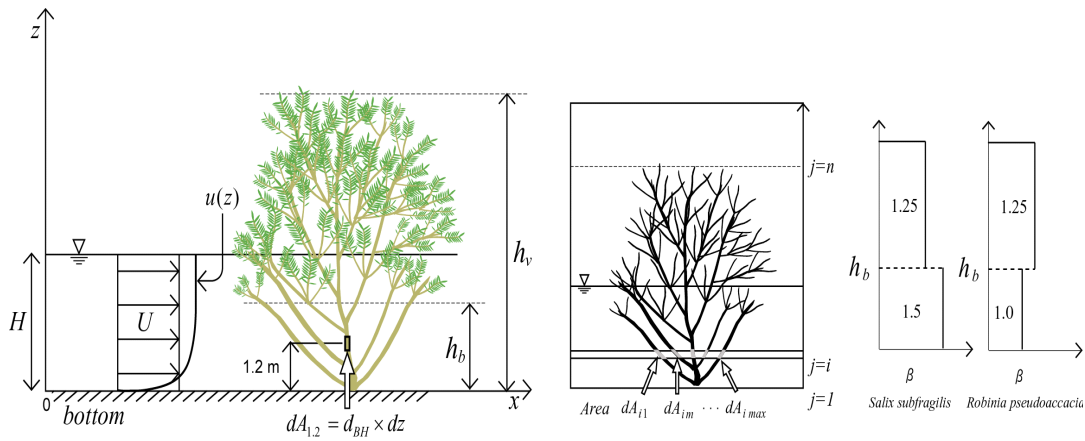 z
u(z)
H
U
h_v
h_b
1.2 m
0
bottom
x
dA_{1.2} = d_{BH} × dz
j=n
j=i
j=1
Area dA_{i1} dA_{im} ··· dA_{i max}
1.25
h_b
1.5
β
Salix subfragilis
1.25
h_b
1.0
β
Robinia pseudoaccacia